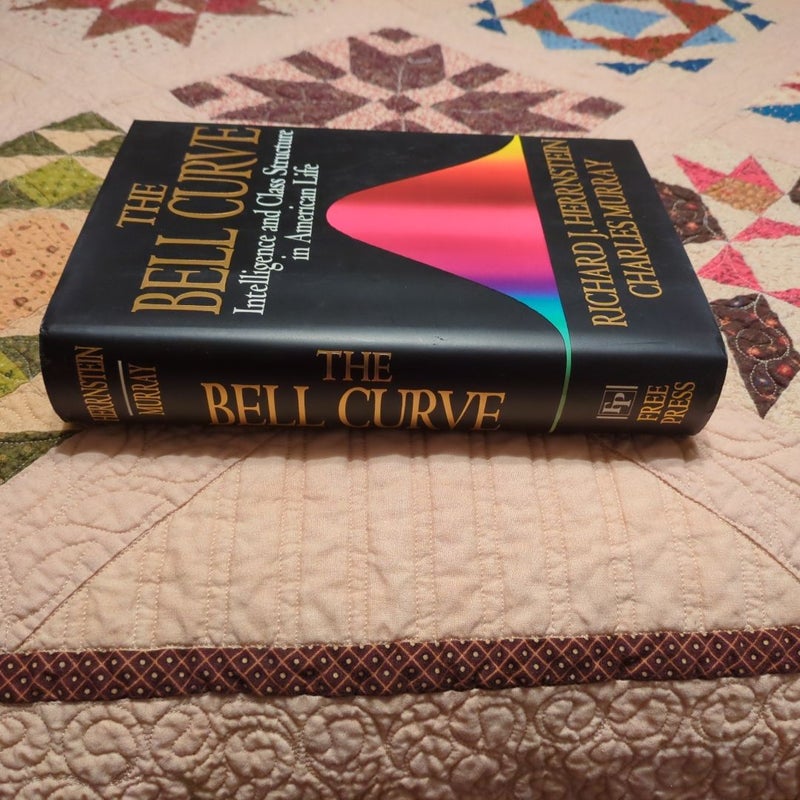 THE
BELL CURVE
Intelligence and Class Structure
in American Life
RICHARD J. HERRNSTEIN
CHARLES MURRAY
HERRNSTEIN
MURRAY
THE
BELL CURVE
FP
FREE
PRESS